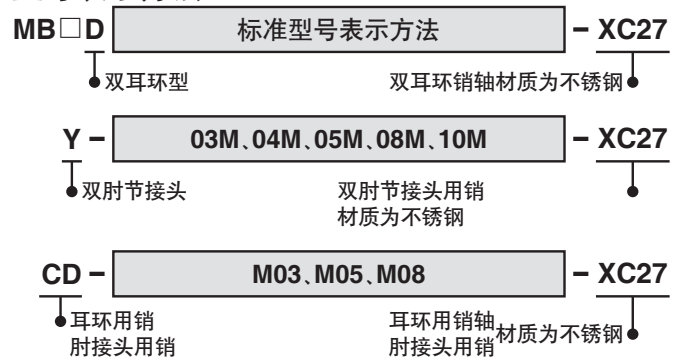 MB□D 标准型号表示方法 - XC27
双耳环型 双耳环销轴材质为不锈钢
Y - 03M、04M、05M、08M、10M - XC27
双肘节接头 双肘节接头用销
材质为不锈钢
CD - M03、M05、M08 - XC27
耳环用销 耳环用销轴
肘接头用销 肘接头用销 材质为不锈钢